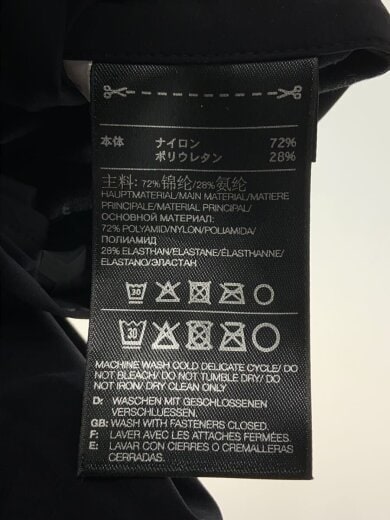 本体 ナイロン 72%
ポリウレタン 28%
主料: 72%锦纶/28%氨纶
HAUPTMATERIAL/MAIN MATERIAL/MATIERE
PRINCIPALE/MATERIAL PRINCIPAL/
ОСНОВНОЙ МАТЕРИАЛ:
72% POLYAMID/NYLON/POLIAMIDA/
ПОЛИАМИД
28% ELASTHAN/ELASTANE/ÉLASTHANNE/
ELASTANO/ЭЛАСТАН
30
30
MACHINE WASH COLD DELICATE CYCLE/ DO
NOT BLEACH/ DO NOT TUMBLE DRY/ DO
NOT IRON/ DRY CLEAN ONLY
D: WASCHEN MIT GESCHLOSSENEN
VERSCHLUESSEN.
GB: WASH WITH FASTENERS CLOSED.
F: LAVER AVEC LES ATTACHES FERMÉES.
E: LAVAR CON CIERRES O CREMALLERAS
CERRADAS.